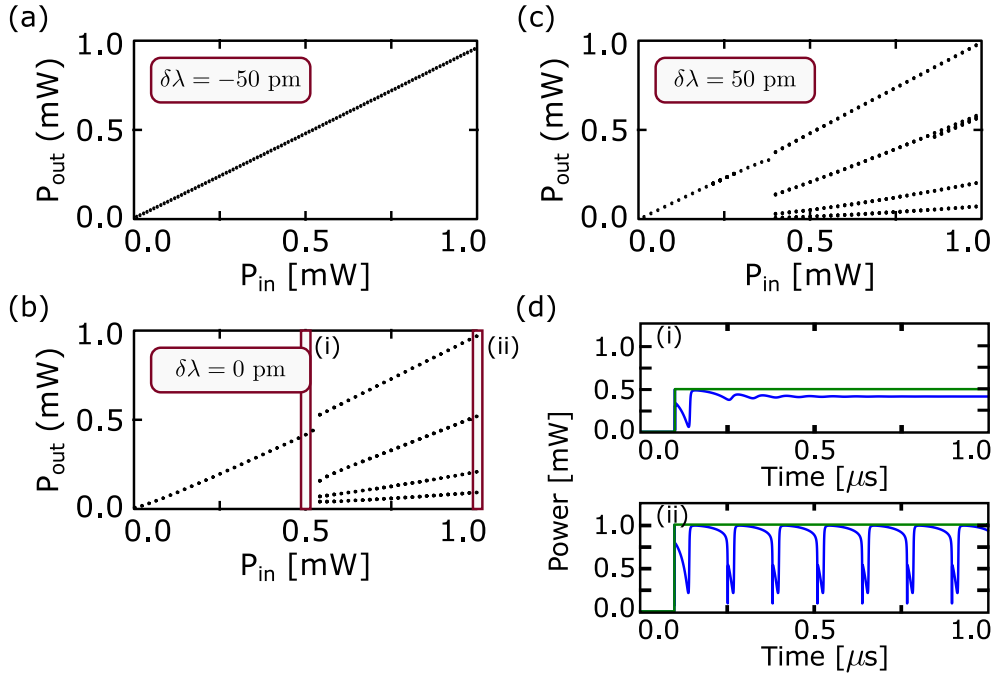 (a)
1.0
0.5
0.0
P_out (mW)
δλ = −50 pm
0.0 0.5 1.0
P_in [mW]
(c)
1.0
0.5
0.0
P_out (mW)
δλ = 50 pm
0.0 0.5 1.0
P_in [mW]
(b)
1.0
0.5
0.0
P_out (mW)
δλ = 0 pm
(i)
(ii)
0.0 0.5 1.0
P_in [mW]
(d)
(i)
1.0
0.5
0.0
0.0 0.5 1.0
Time [μs]
Power [mW]
(ii)
1.0
0.5
0.0
0.0 0.5 1.0
Time [μs]